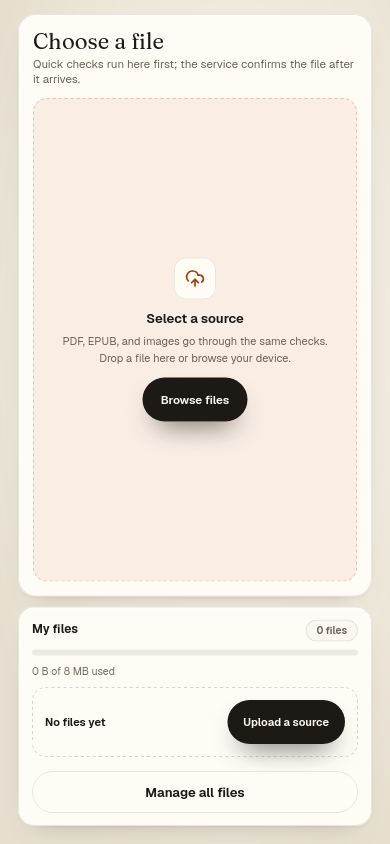 Choose a file
Quick checks run here first; the service confirms the file after
it arrives.
Select a source
PDF, EPUB, and images go through the same checks.
Drop a file here or browse your device.
Browse files
My files
0 files
0 B of 8 MB used
No files yet
Upload a source
Manage all files